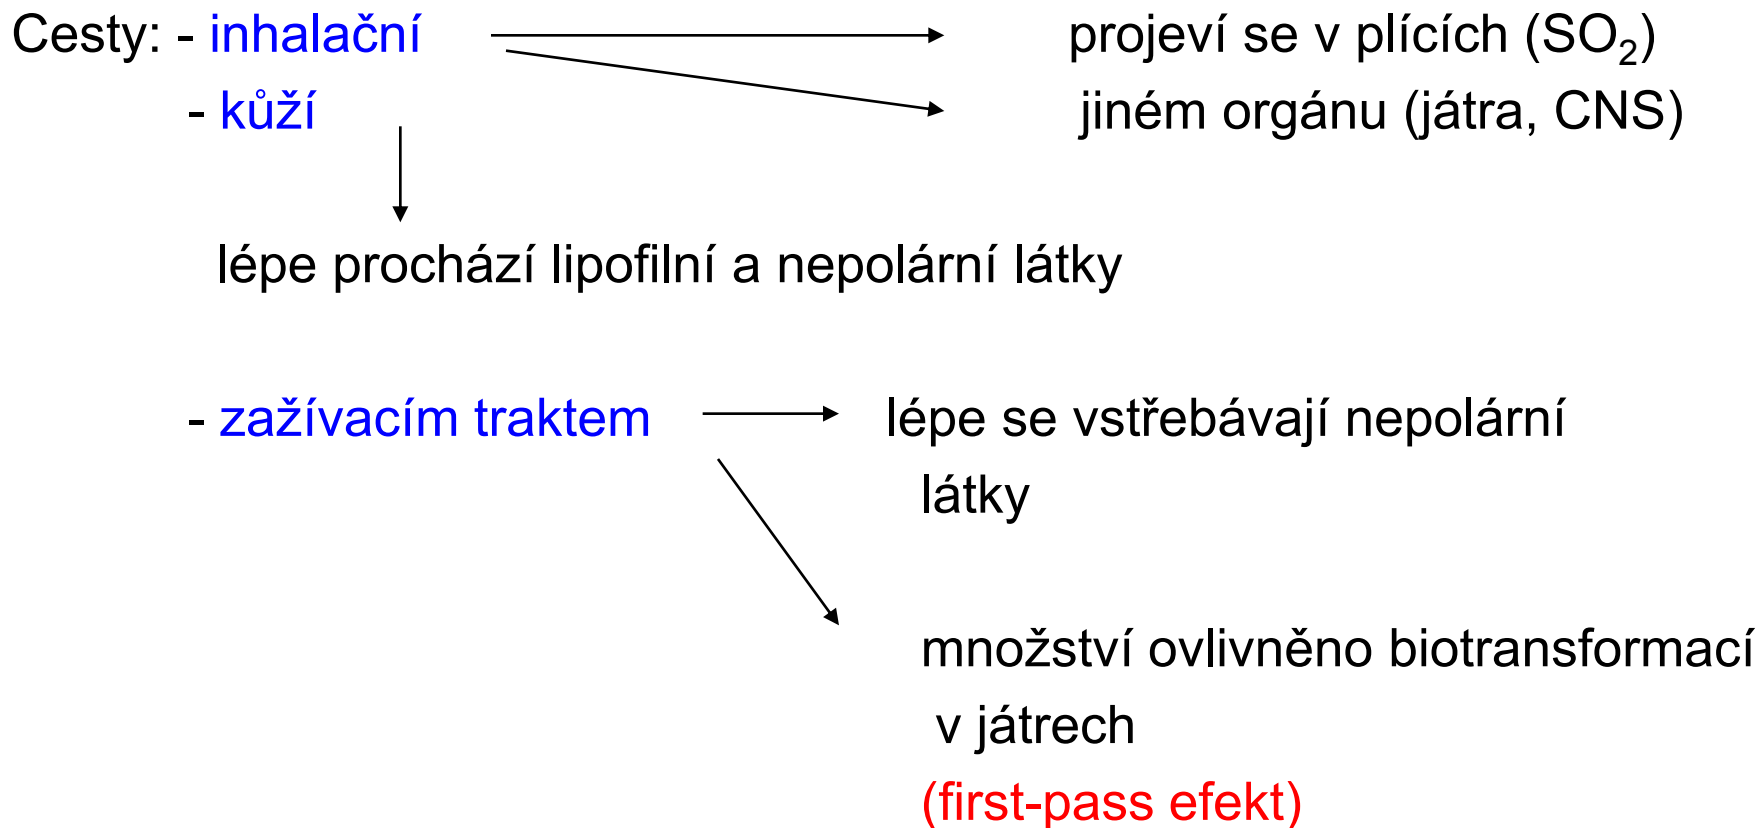 Cesty: - inhalační projeví se v plících (SO₂)
- kůží jiném orgánu (játra, CNS)
lépe prochází lipofilní a nepolární látky
- zažívacím traktem lépe se vstřebávají nepolární
látky
množství ovlivněno biotransformací
v játrech
(first-pass efekt)